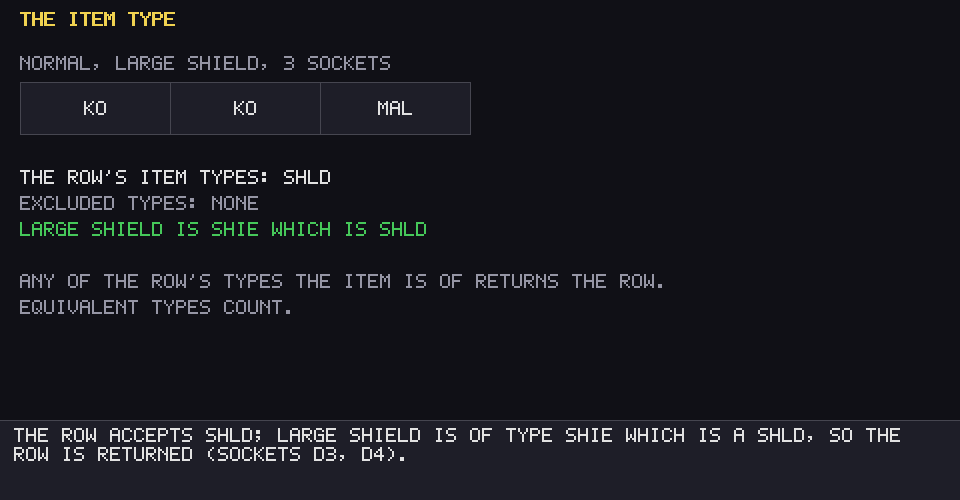 THE ITEM TYPE
NORMAL, LARGE SHIELD, 3 SOCKETS
KO KO MAL
THE ROW'S ITEM TYPES: SHLD
EXCLUDED TYPES: NONE
LARGE SHIELD IS SHIE WHICH IS SHLD
ANY OF THE ROW'S TYPES THE ITEM IS OF RETURNS THE ROW.
EQUIVALENT TYPES COUNT.
THE ROW ACCEPTS SHLD; LARGE SHIELD IS OF TYPE SHIE WHICH IS A SHLD, SO THE
ROW IS RETURNED (SOCKETS D3, D4).